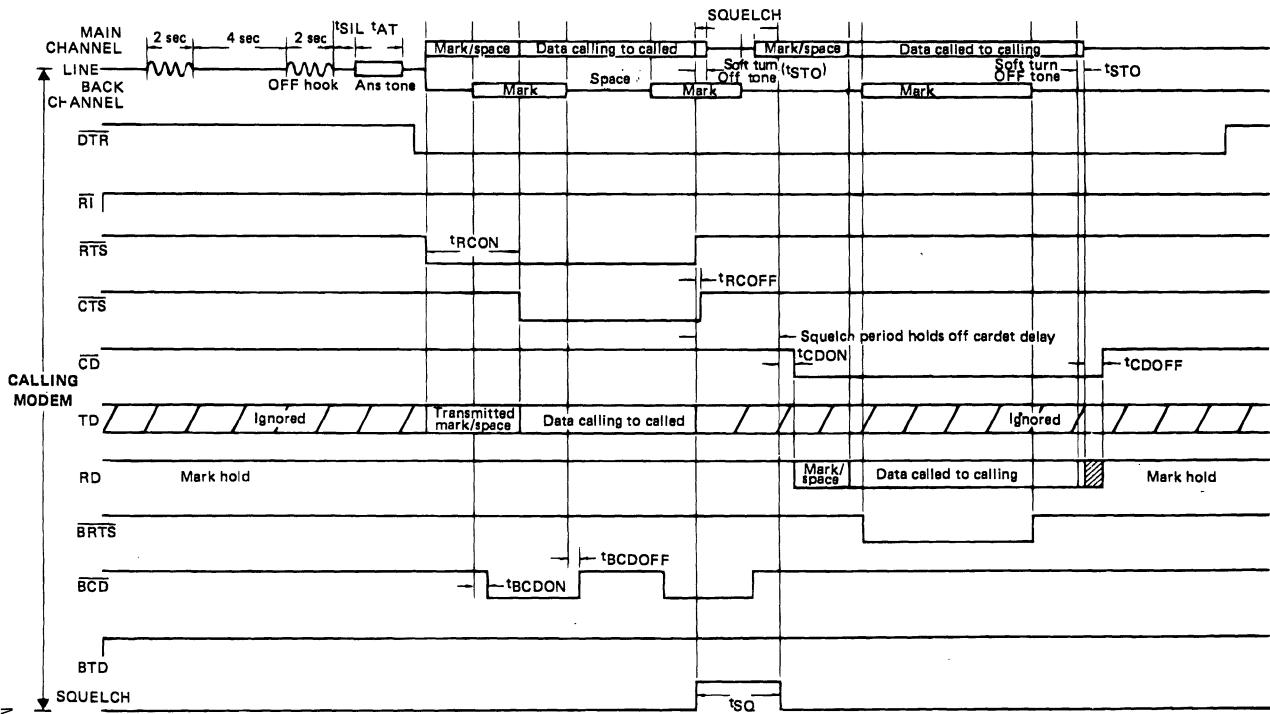 SQUELCH
MAIN CHANNEL
2 sec
4 sec
2 sec
tSIL
tAT
Mark/space
Data calling to called
Mark/space
Data called to calling
LINE
OFF hook
Ans tone
Space
Soft turn Off tone
(tSTO)
Soft turn OFF tone
tSTO
BACK CHANNEL
Mark
Mark
Mark
DTR
RI
RTS
tRCON
tRCOFF
CTS
Squelch period holds off cardet delay
CD
tCDON
tCDOFF
CALLING MODEM
TD
Ignored
Transmitted mark/space
Data calling to called
Ignored
RD
Mark hold
Mark/ space
Data called to calling
Mark hold
BRTS
tBCDOFF
BCD
tBCDON
BTD
SQUELCH
tSQ
N